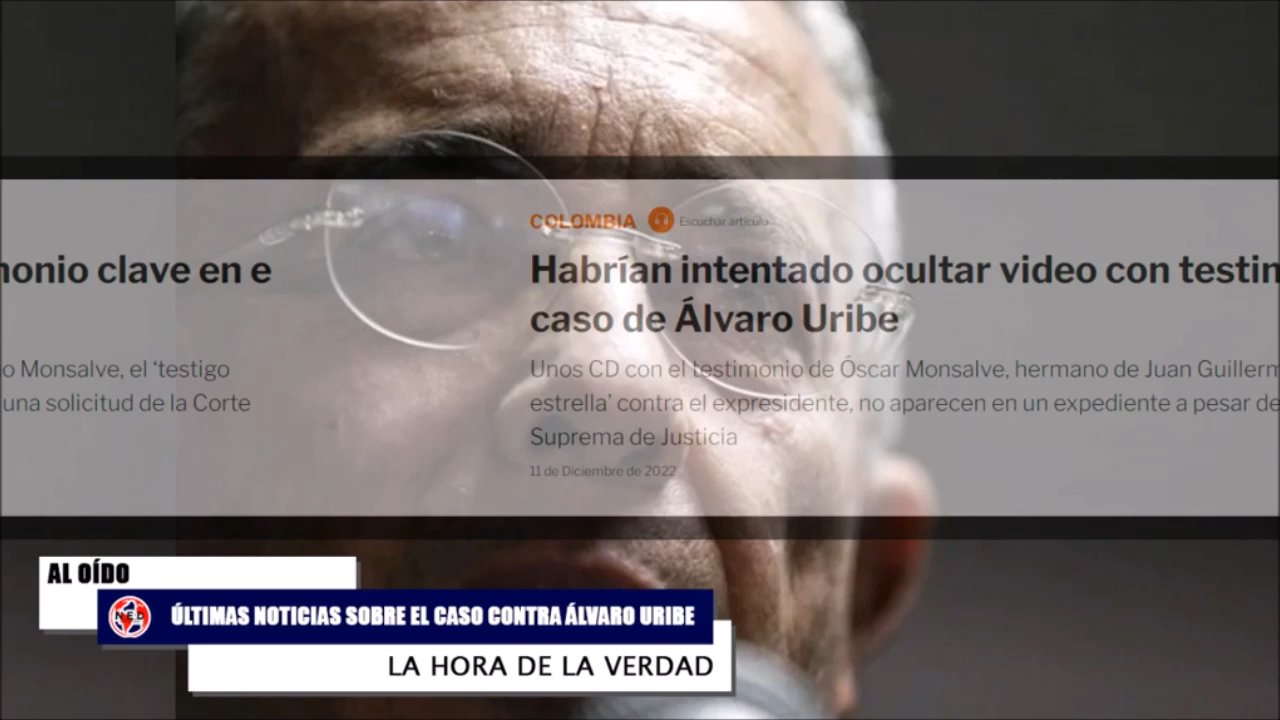 COLOMBIA Escuchar artículo
monio clave en e
Habrían intentado ocultar video con testim
caso de Álvaro Uribe
o Monsalve, el ‘testigo
Unos CD con el testimonio de Óscar Monsalve, hermano de Juan Guillerm
una solicitud de la Corte
estrella’ contra el expresidente, no aparecen en un expediente a pesar de
Suprema de Justicia
11 de Diciembre de 2022
AL OÍDO
ÚLTIMAS NOTICIAS SOBRE EL CASO CONTRA ÁLVARO URIBE
LA HORA DE LA VERDAD